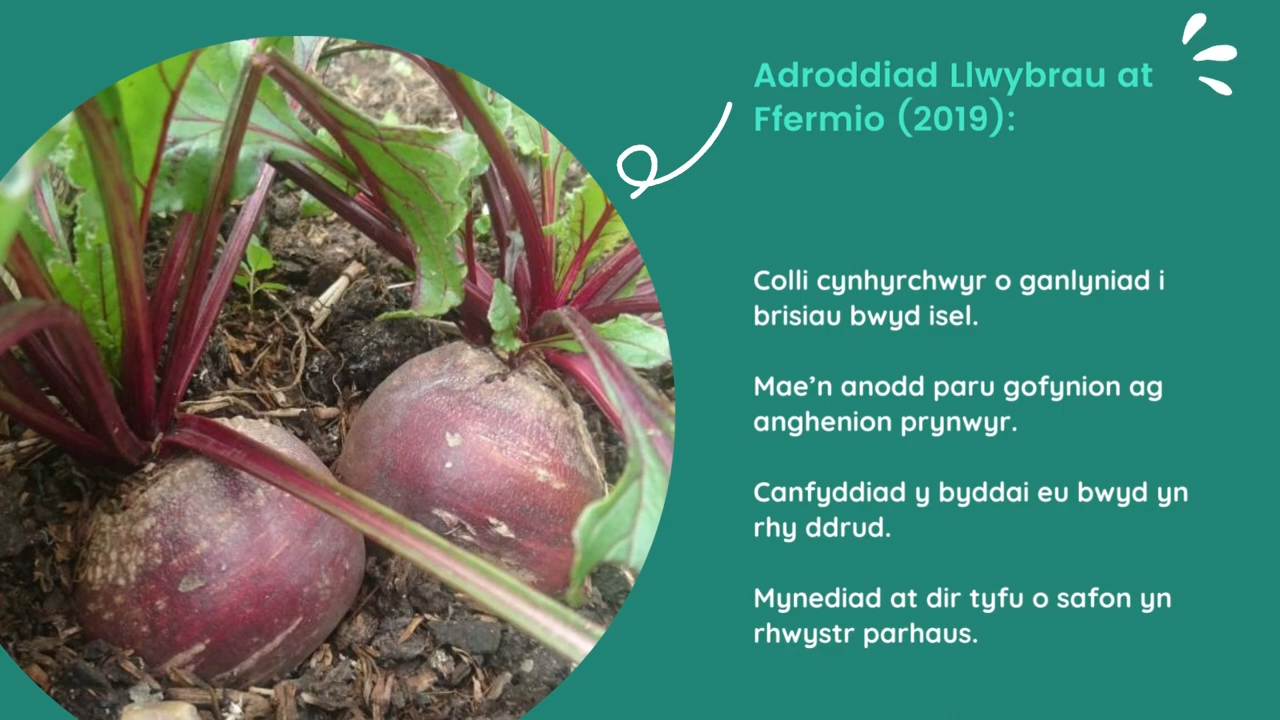 Adroddiad Llwybrau at
Ffermio (2019):
Colli cynhyrchwyr o ganlyniad i
brisiau bwyd isel.
Mae’n anodd paru gofynion ag
anghenion prynwyr.
Canfyddiad y byddai eu bwyd yn
rhy ddrud.
Mynediad at dir tyfu o safon yn
rhwystr parhaus.